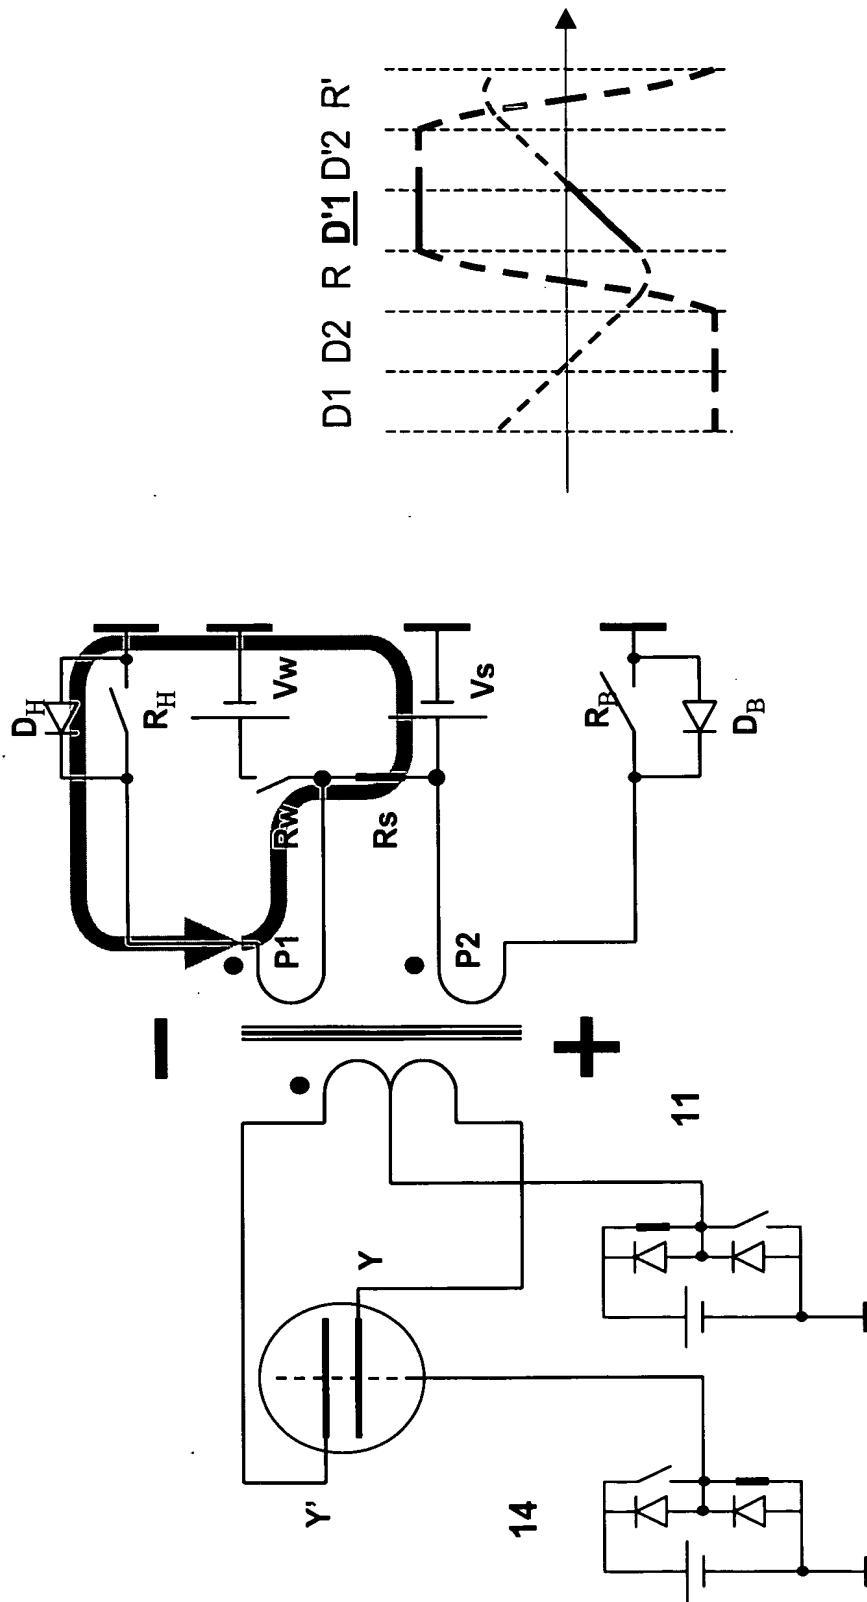 D1 D2 R D'1 D'2 R'
D_H
R_H
Vw
Rw
Rs
Vs
R_B
D_B
P1
P2
−
+
11
Y
Y'
14